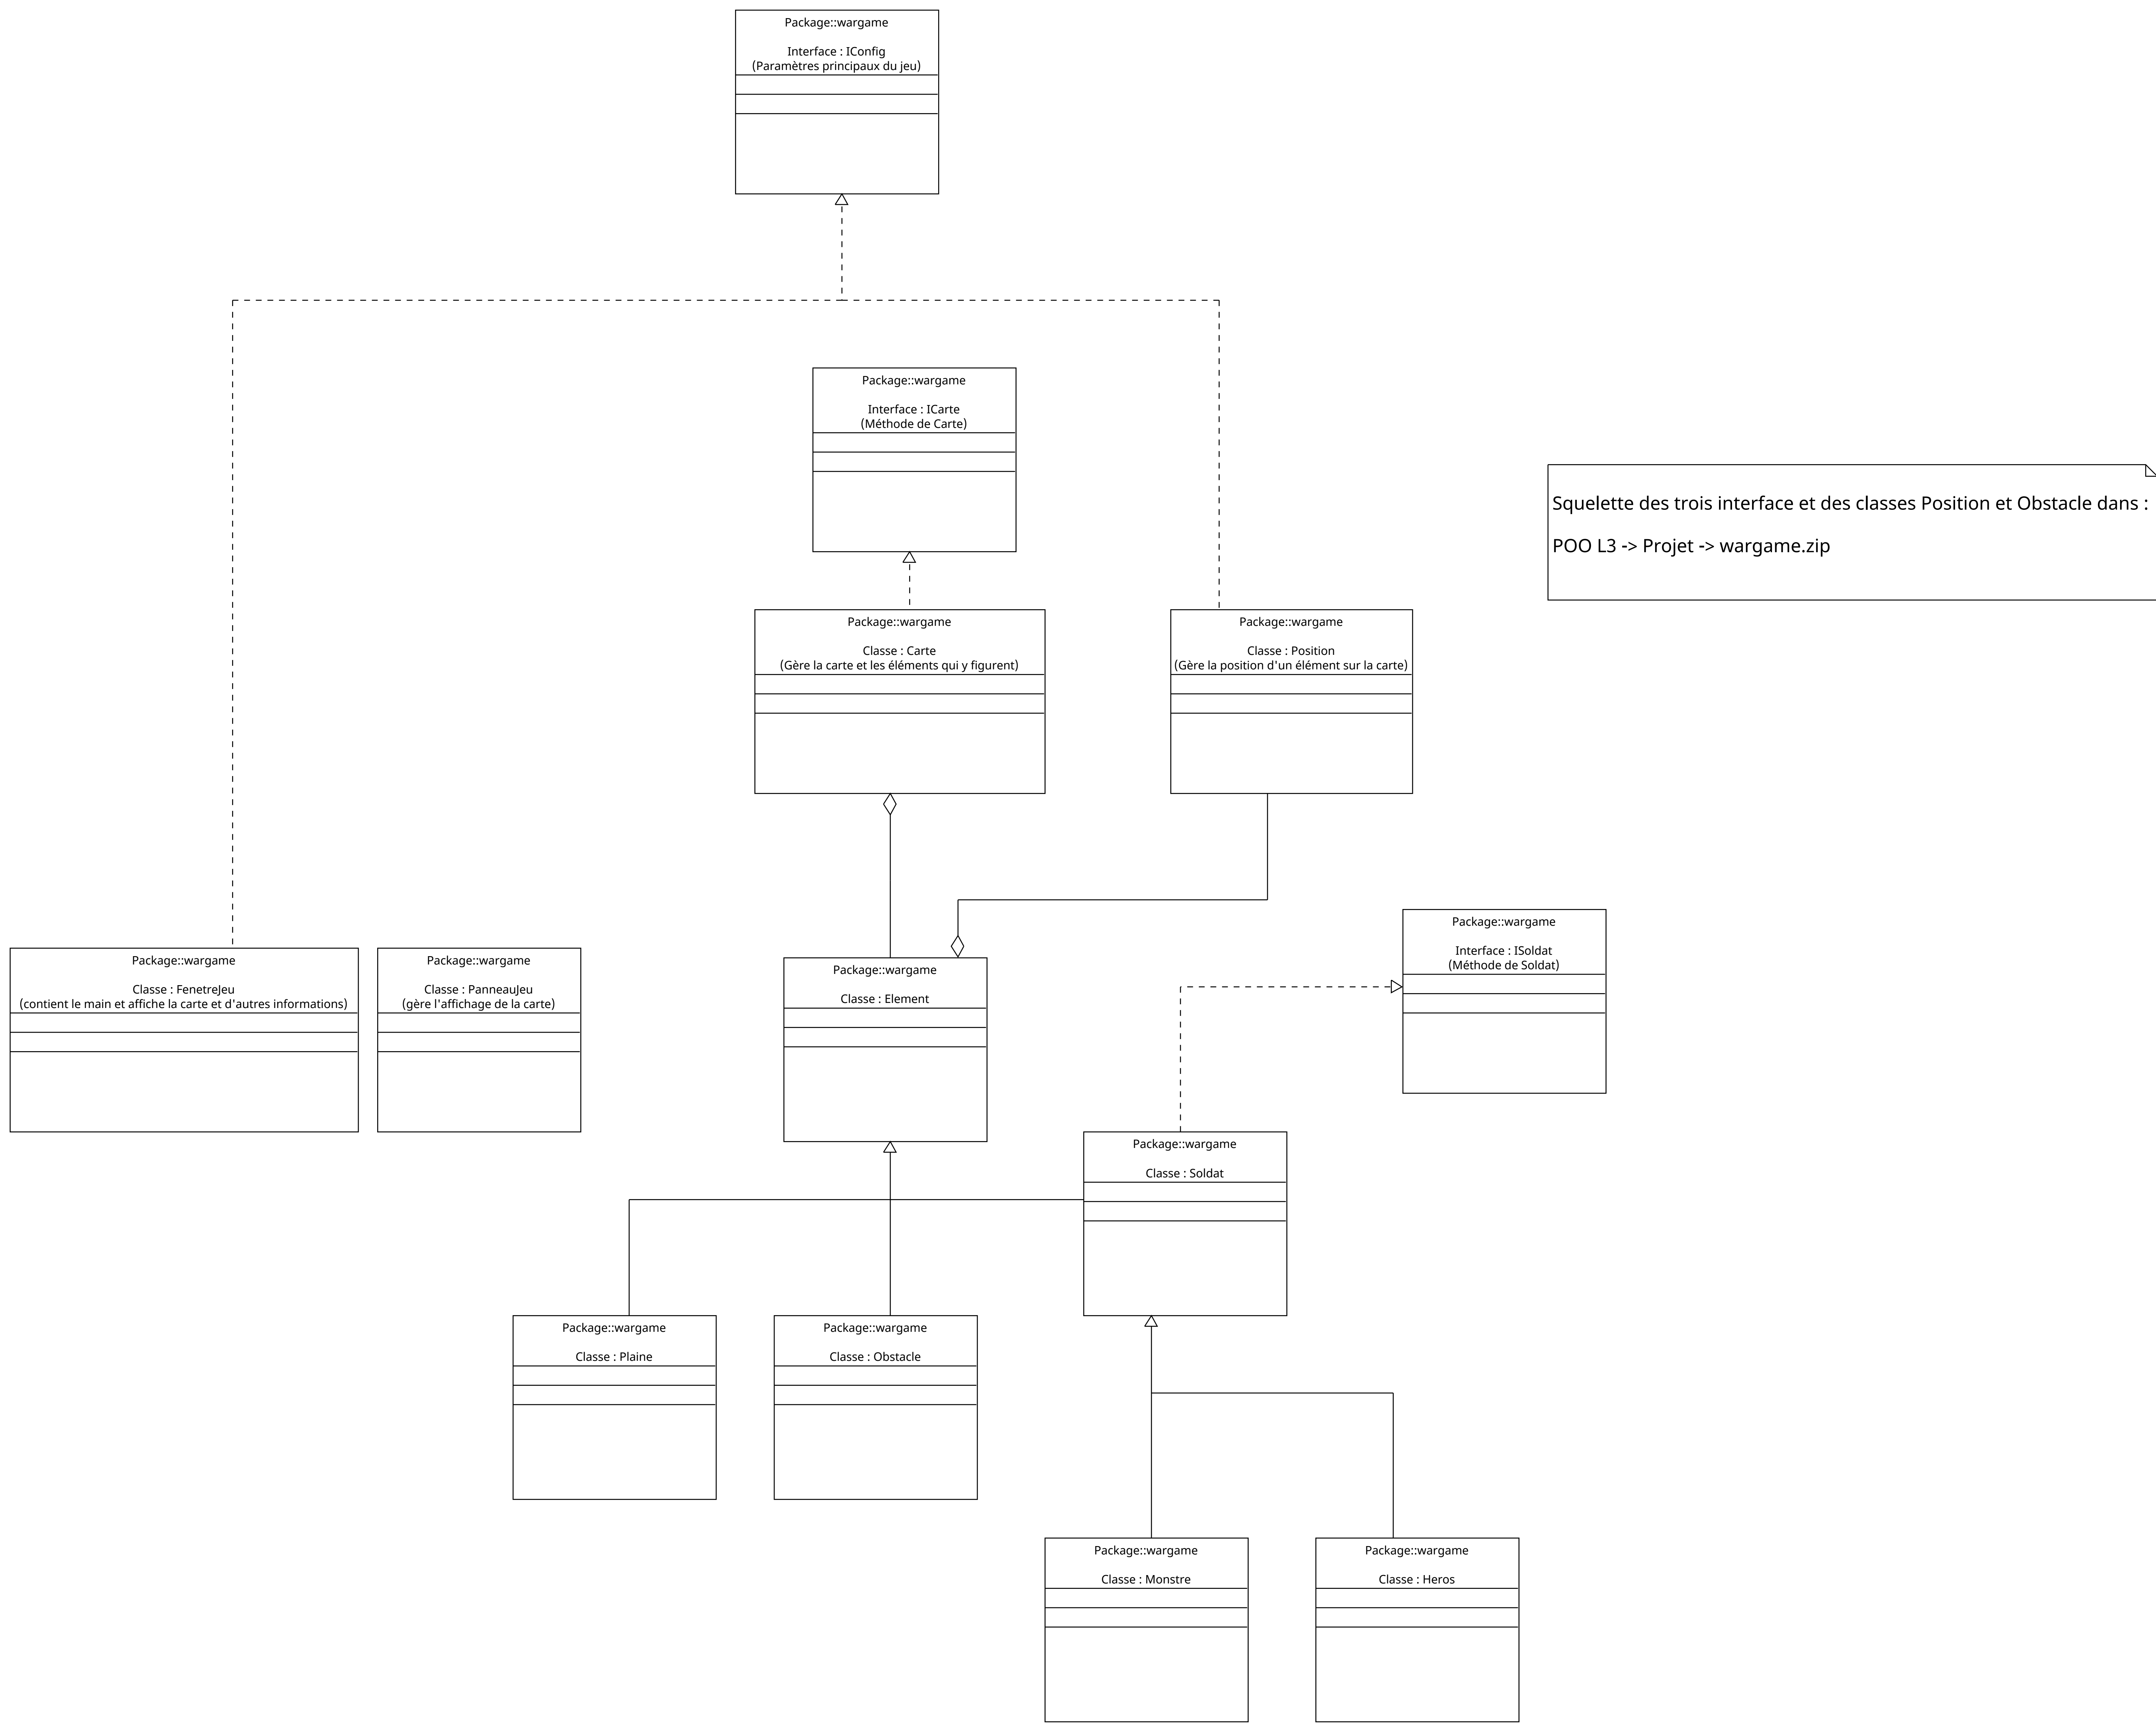 Package::wargame
Interface : IConfig
(Paramètres principaux du jeu)
Package::wargame
Interface : ICarte
(Méthode de Carte)
Squelette des trois interface et des classes Position et Obstacle dans :
POO L3 -> Projet -> wargame.zip
Package::wargame
Classe : Carte
(Gère la carte et les éléments qui y figurent)
Package::wargame
Classe : Position
(Gère la position d'un élément sur la carte)
Package::wargame
Interface : ISoldat
(Méthode de Soldat)
Package::wargame
Classe : FenetreJeu
(contient le main et affiche la carte et d'autres informations)
Package::wargame
Classe : PanneauJeu
(gère l'affichage de la carte)
Package::wargame
Classe : Element
Package::wargame
Classe : Soldat
Package::wargame
Classe : Plaine
Package::wargame
Classe : Obstacle
Package::wargame
Classe : Monstre
Package::wargame
Classe : Heros